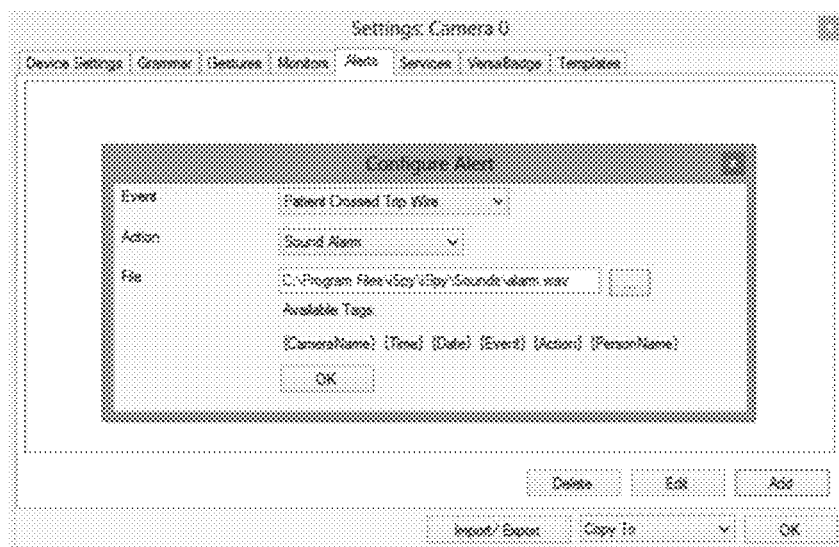 Settings: Camera 0
Device Settings Grammar Gestures Monitors Alerts Services VersaBadge Templates
Configure Alert
Event Patient Crossed Trip Wire
Action Sound Alarm
File C:\Program Files\iSpy\iSpy\Sounds\alarm.wav ...
Available Tags
{CameraName} {Time} {Date} {Event} {Action} {PersonName}
OK
Delete Edit Add
Import/ Export Copy To OK